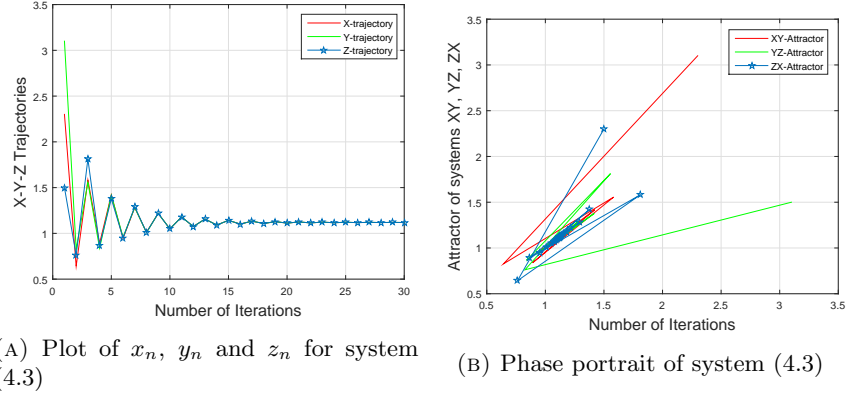 3.5
3
2.5
2
1.5
1
0.5
0
5
10
15
20
25
30
X-Y-Z Trajectories
Number of Iterations
X-trajectory
Y-trajectory
Z-trajectory
(A) Plot of xₙ, yₙ and zₙ for system
(4.3)
3.5
3
2.5
2
1.5
1
0.5
0.5
1
1.5
2
2.5
3
3.5
Attractor of systems XY, YZ, ZX
Number of Iterations
XY-Attractor
YZ-Attractor
ZX-Attractor
(B) Phase portrait of system (4.3)